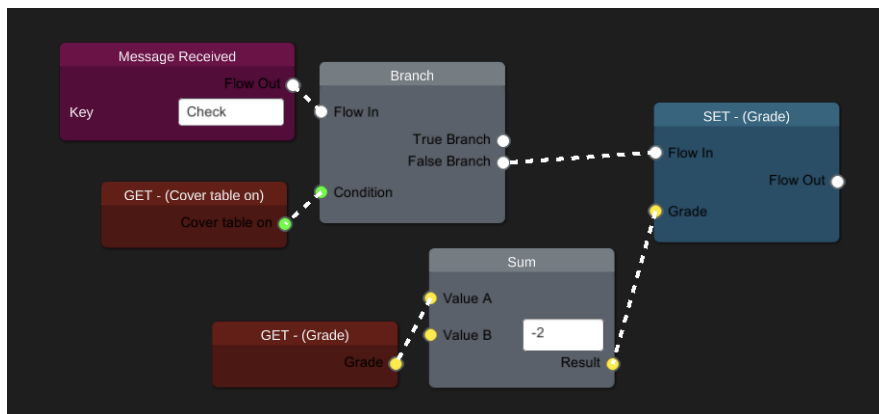 Message Received
Flow Out
Key
Check
Branch
Flow In
True Branch
False Branch
Condition
GET - (Cover table on)
Cover table on
SET - (Grade)
Flow In
Flow Out
Grade
Sum
Value A
Value B
-2
Result
GET - (Grade)
Grade